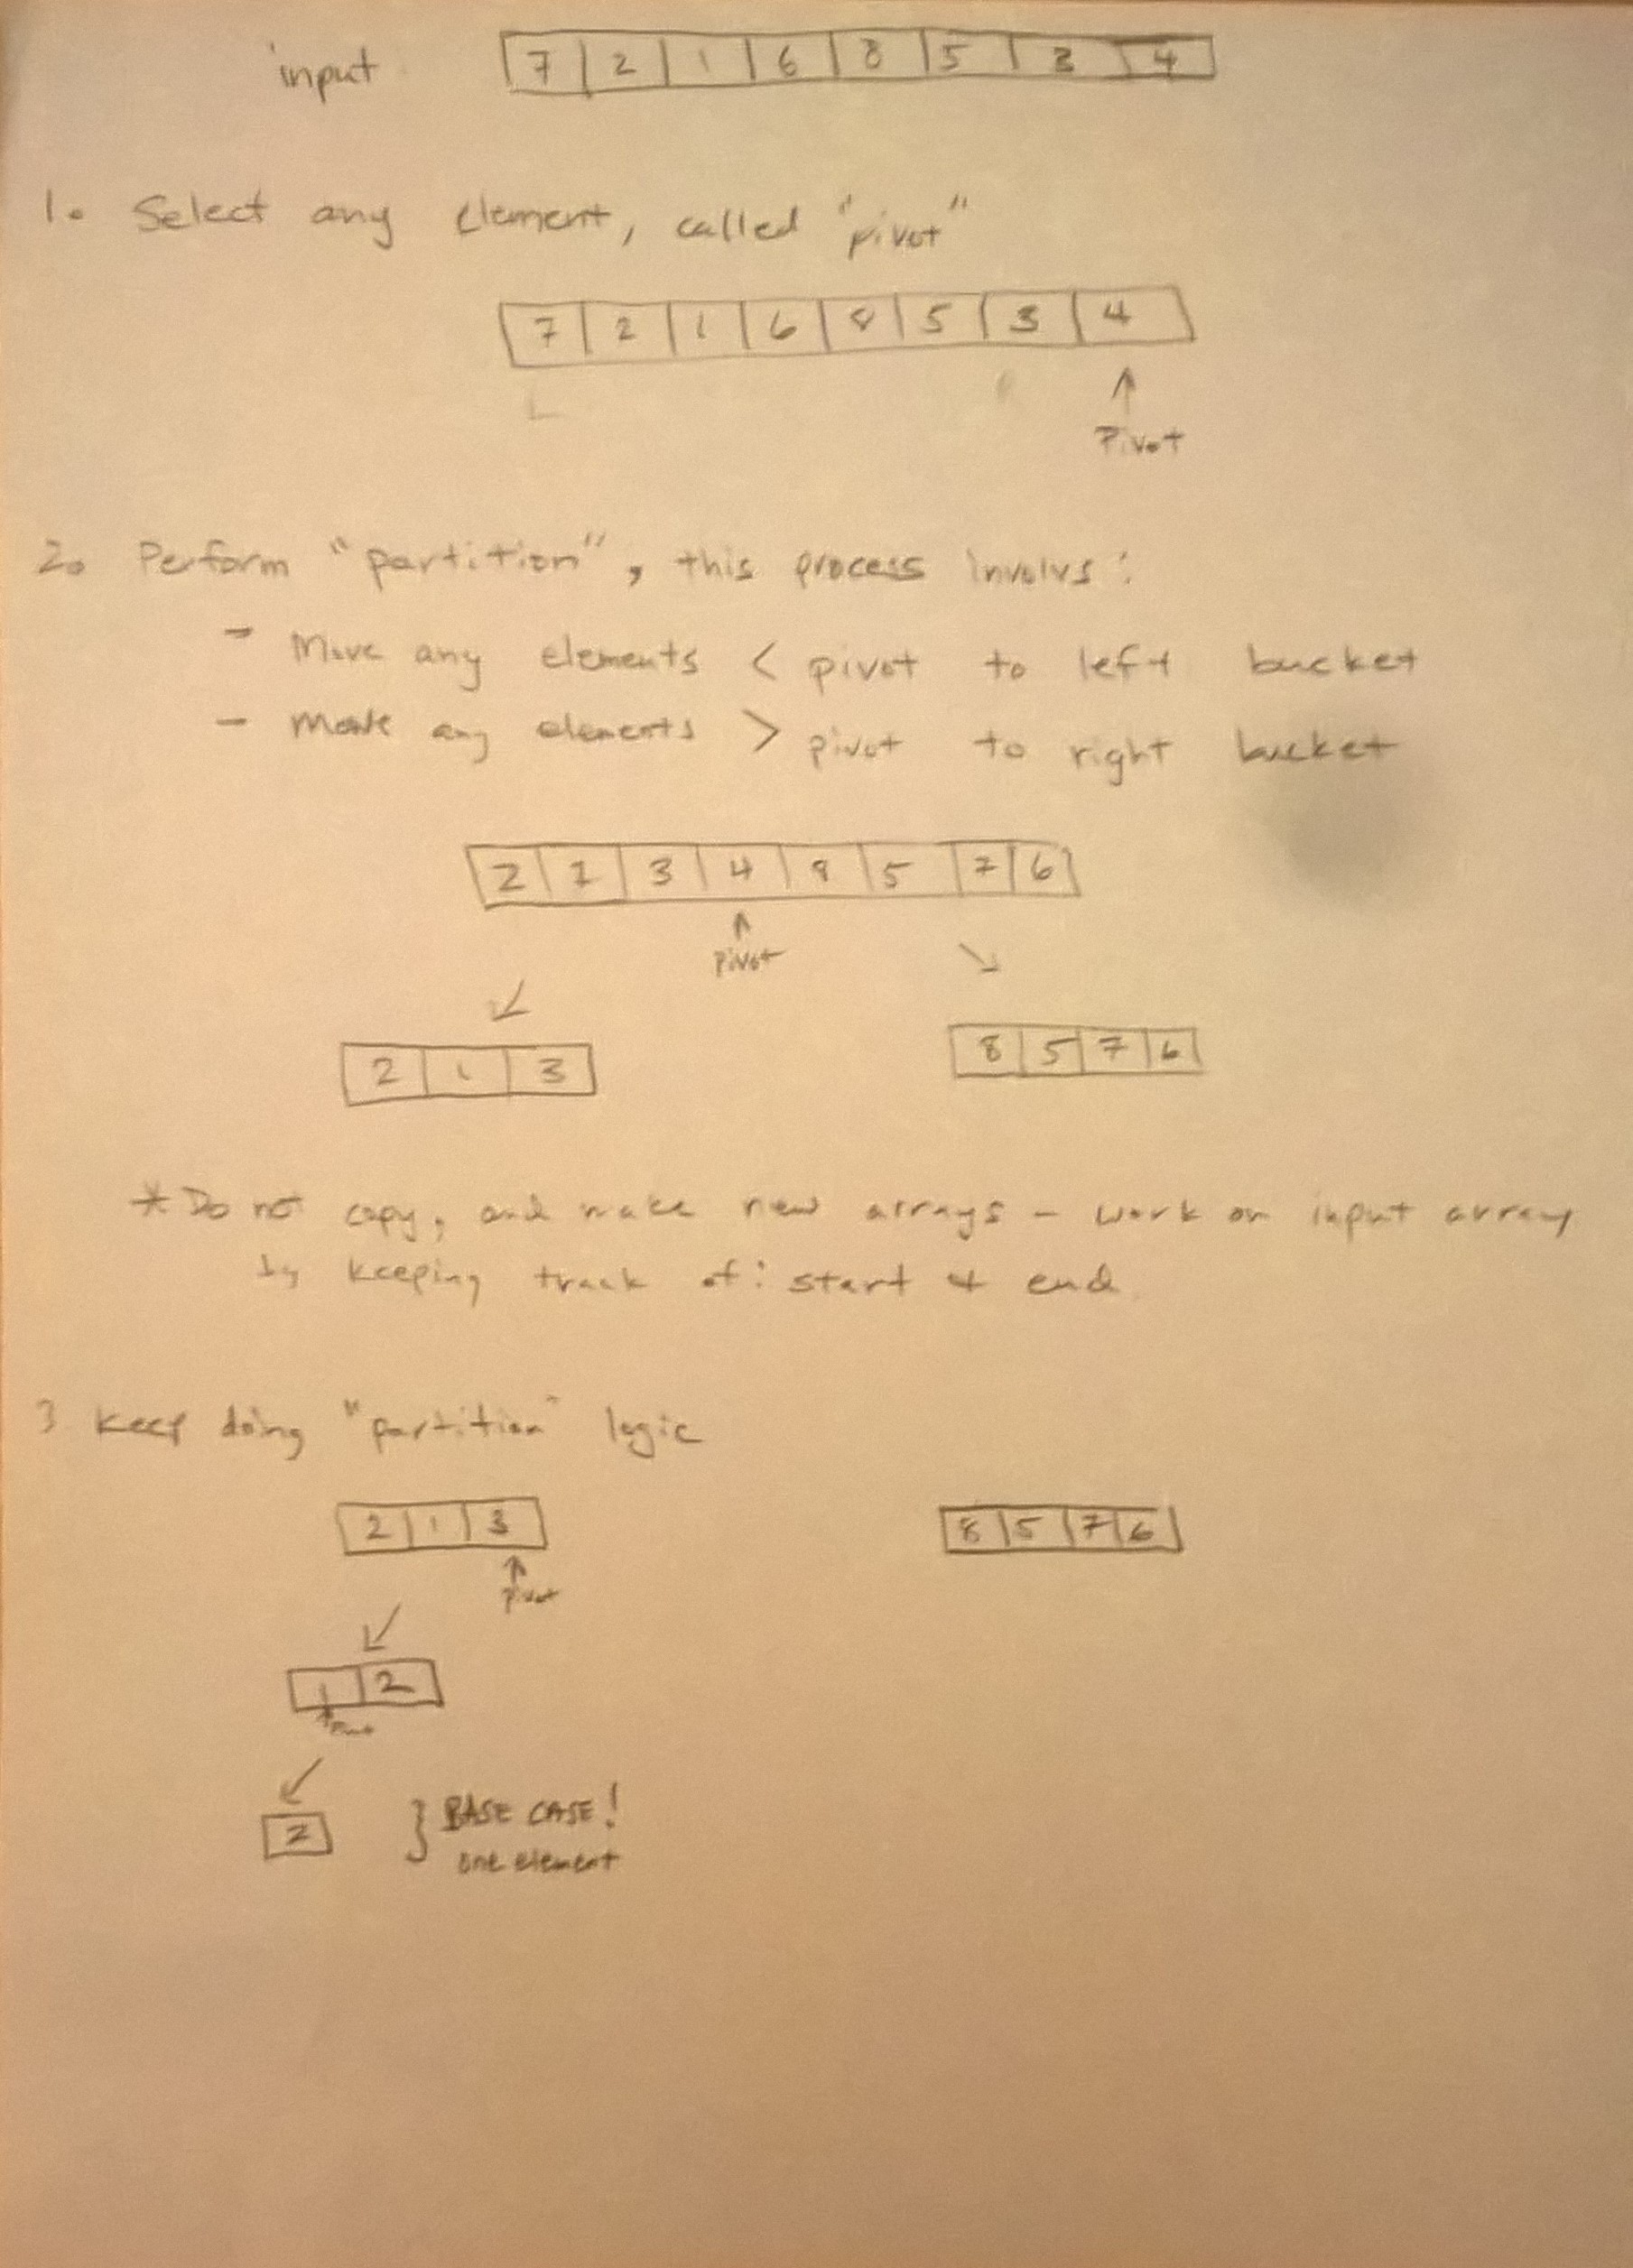 input 7 2 1 6 8 5 3 4
1. Select any element, called "pivot"
7 2 1 6 8 5 3 4
Pivot
2. Perform "partition", this process involvs:
- Move any elements < pivot to left bucket
- Move any elements > pivot to right bucket
2 1 3 4 8 5 7 6
Pivot
2 1 3
8 5 7 6
* Do not copy, and make new arrays - work on input array
by keeping track of: start & end
3 Keep doing "partition" logic
2 1 3
8 5 7 6
Pivot
1 2
Pivot
2 } BASE CASE!
one element